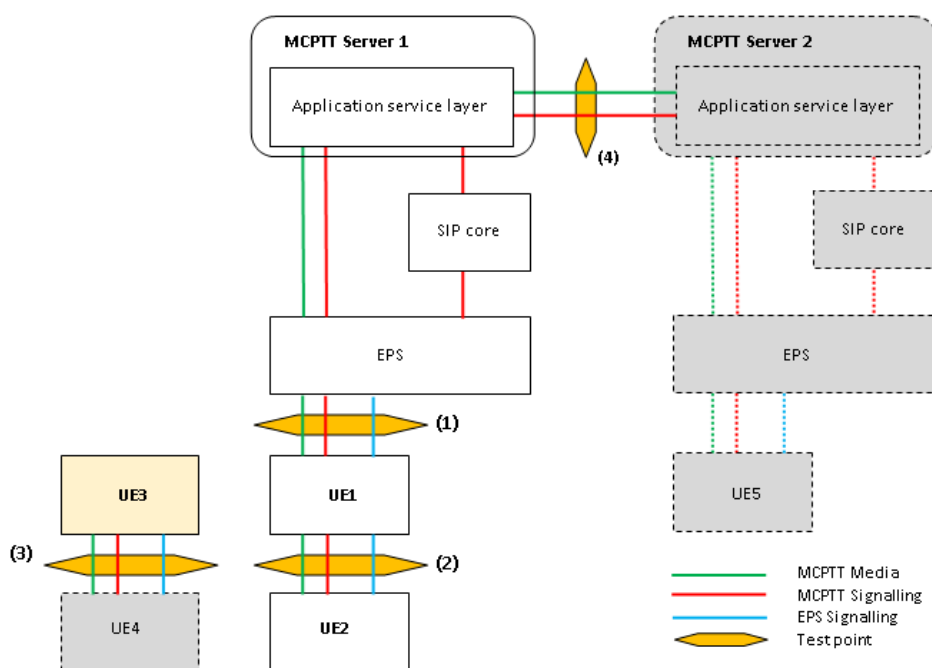 MCPTT Server 1
MCPTT Server 2
Application service layer
Application service layer
(4)
SIP core
SIP core
EPS
EPS
(1)
UE3
UE1
UE5
(3)
(2)
UE4
UE2
MCPTT Media
MCPTT Signalling
EPS Signalling
Test point